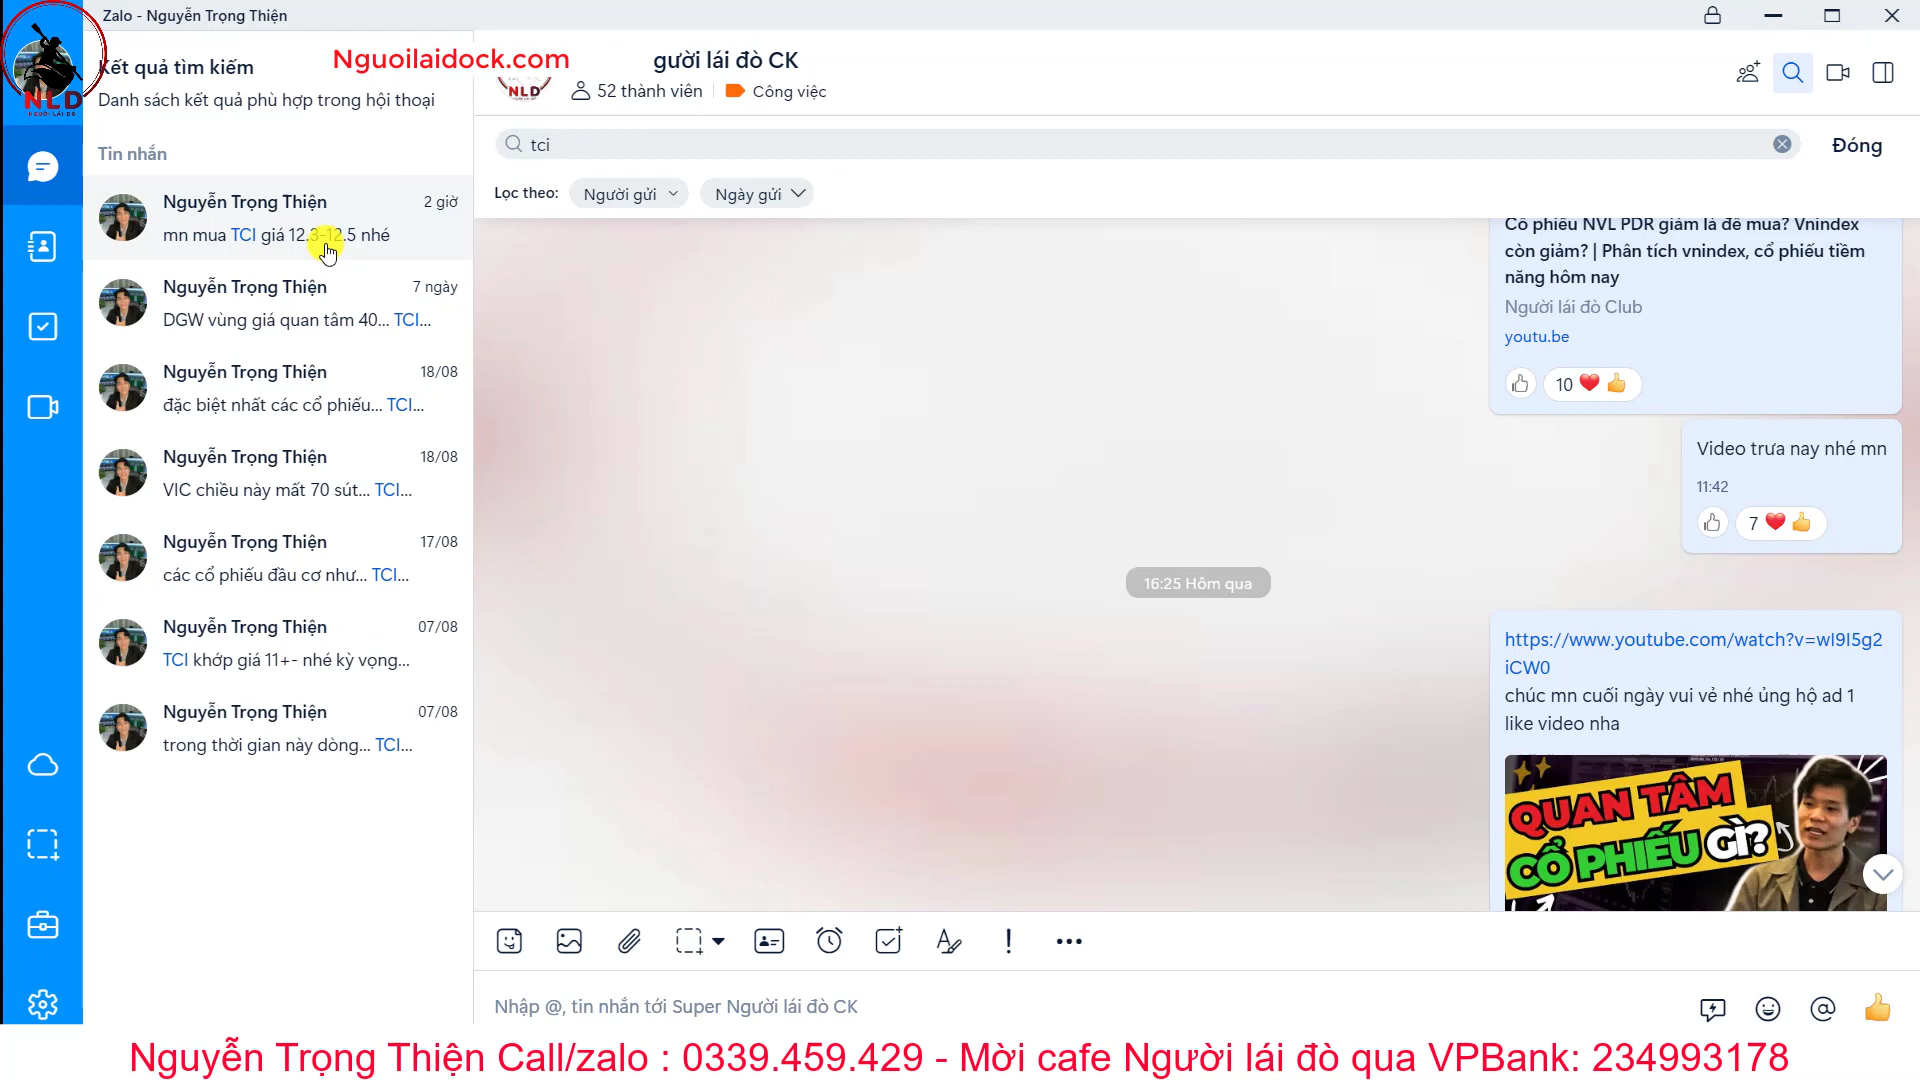 Zalo - Nguyễn Trọng Thiện
NLD
NGƯỜI LÁI ĐÒ
Kết quả tìm kiếm
Danh sách kết quả phù hợp trong hội thoại
Tin nhắn
Nguyễn Trọng Thiện 2 giờ
mn mua TCI giá 12.3-12.5 nhé
Nguyễn Trọng Thiện 7 ngày
DGW vùng giá quan tâm 40... TCI...
Nguyễn Trọng Thiện 18/08
đặc biệt nhất các cổ phiếu... TCI...
Nguyễn Trọng Thiện 18/08
VIC chiều này mất 70 sút... TCI...
Nguyễn Trọng Thiện 17/08
các cổ phiếu đầu cơ như... TCI...
Nguyễn Trọng Thiện 07/08
TCI khớp giá 11+- nhé kỳ vọng...
Nguyễn Trọng Thiện 07/08
trong thời gian này dòng... TCI...
Nguoilaidock.com
gười lái đò CK
NLD
52 thành viên
Công việc
tci
Đóng
Lọc theo: Người gửi Ngày gửi
Cổ phiếu NVL PDR giảm là để mua? Vnindex
còn giảm? | Phân tích vnindex, cổ phiếu tiềm
năng hôm nay
Người lái đò Club
youtu.be
10
Video trưa nay nhé mn
11:42
7
16:25 Hôm qua
https://www.youtube.com/watch?v=wI9I5g2
iCW0
chúc mn cuối ngày vui vẻ nhé ủng hộ ad 1
like video nha
QUAN TÂM
CỔ PHIẾU GÌ?
Nhập @, tin nhắn tới Super Người lái đò CK
Nguyễn Trọng Thiện Call/zalo : 0339.459.429 - Mời cafe Người lái đò qua VPBank: 234993178